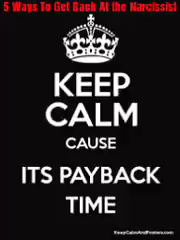 5 Ways To Get Back At the Narcissist
KEEP
CALM
CAUSE
ITS PAYBACK
TIME
KeepCalmAndPosters.com